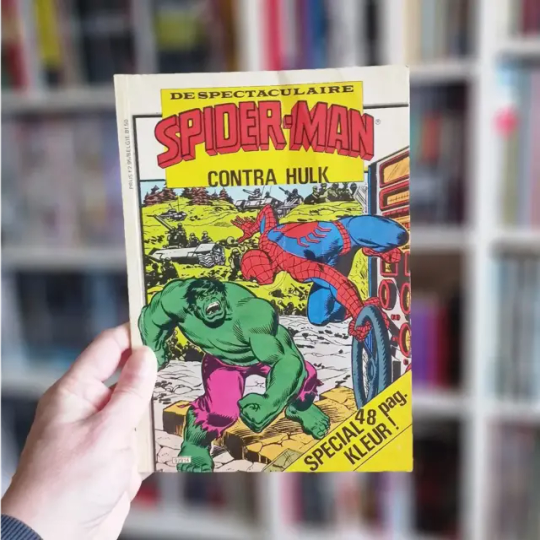 DE SPECTACULAIRE
SPIDER-MAN
CONTRA HULK
SPECIAL 48 pag.
KLEUR!